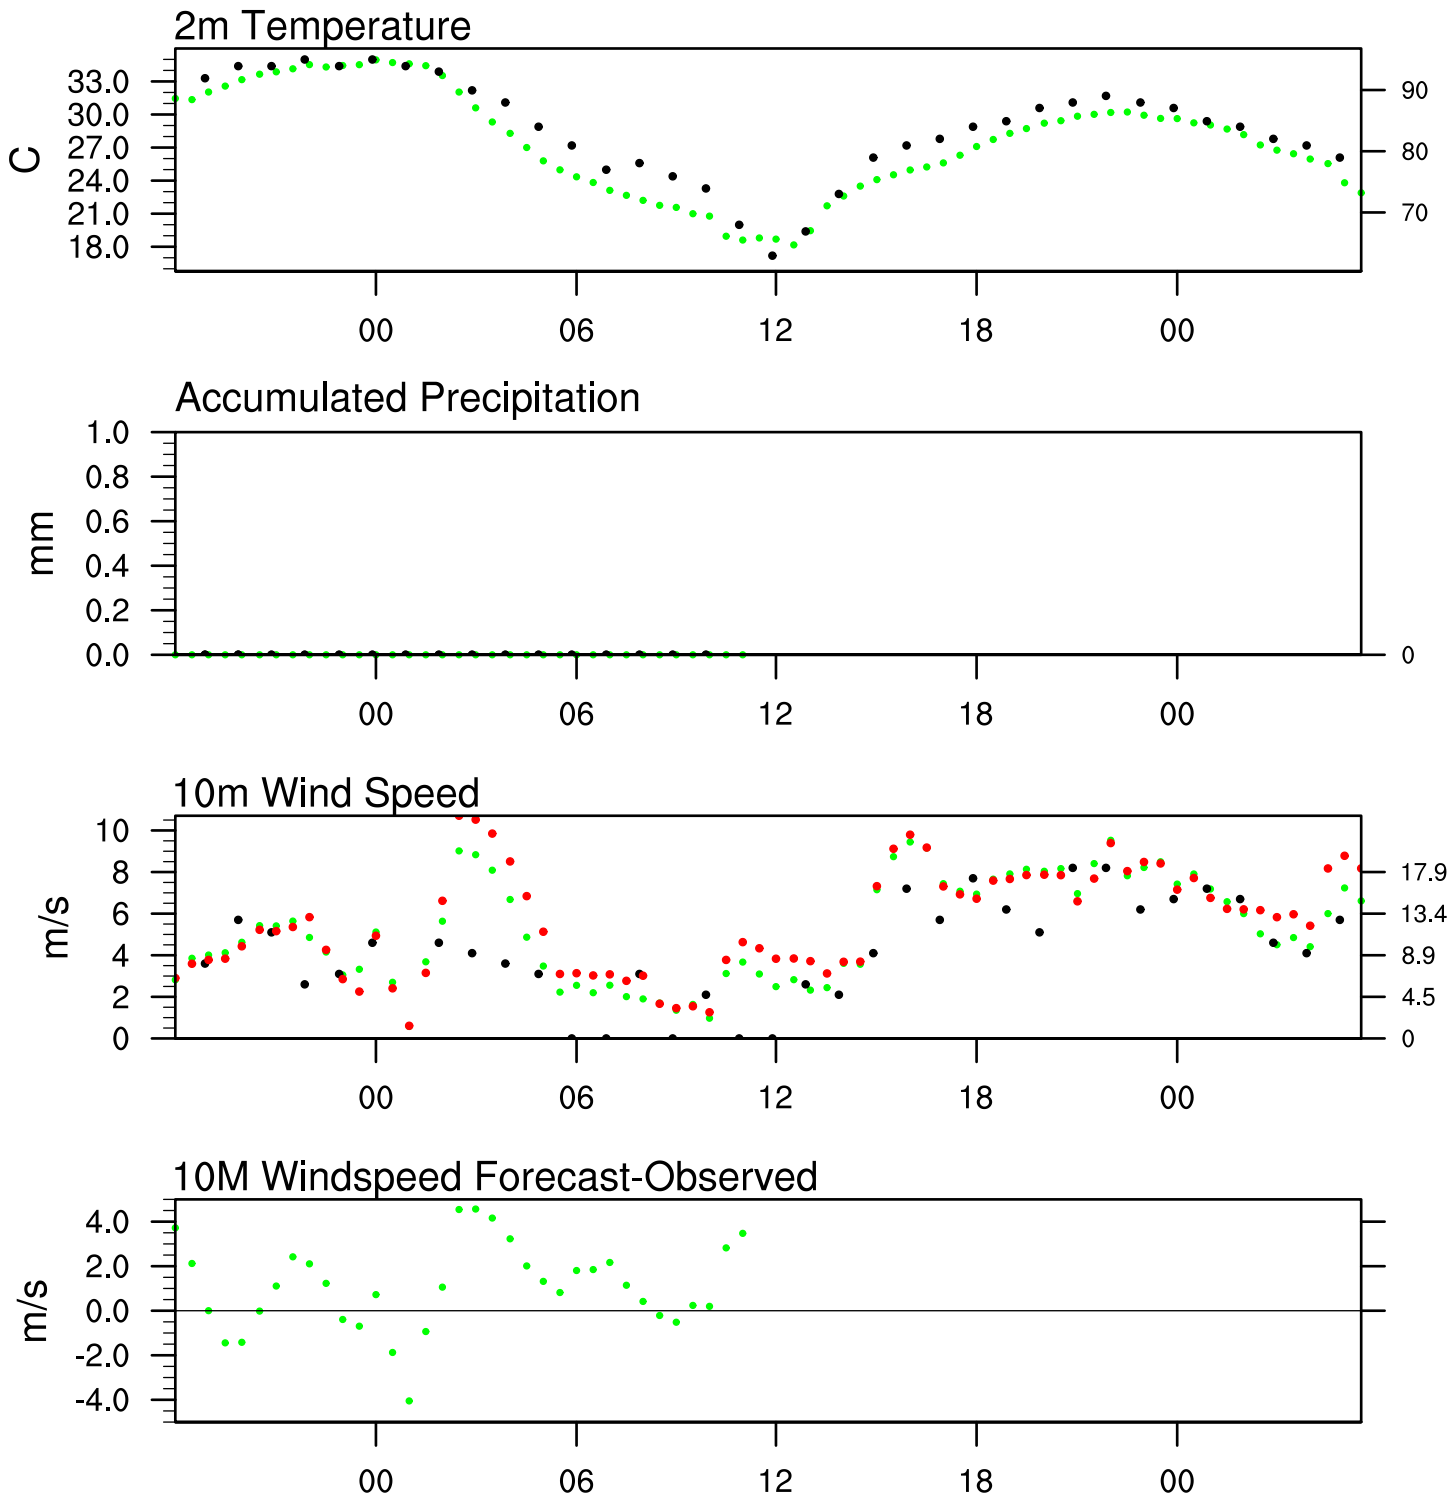 2m Temperature
C
33.0
30.0
27.0
24.0
21.0
18.0
90
80
70
00 06 12 18 00
Accumulated Precipitation
mm
1.0
0.8
0.6
0.4
0.2
0.0
0
00 06 12 18 00
10m Wind Speed
m/s
10
8
6
4
2
0
17.9
13.4
8.9
4.5
0
00 06 12 18 00
10M Windspeed Forecast-Observed
m/s
4.0
2.0
0.0
-2.0
-4.0
00 06 12 18 00